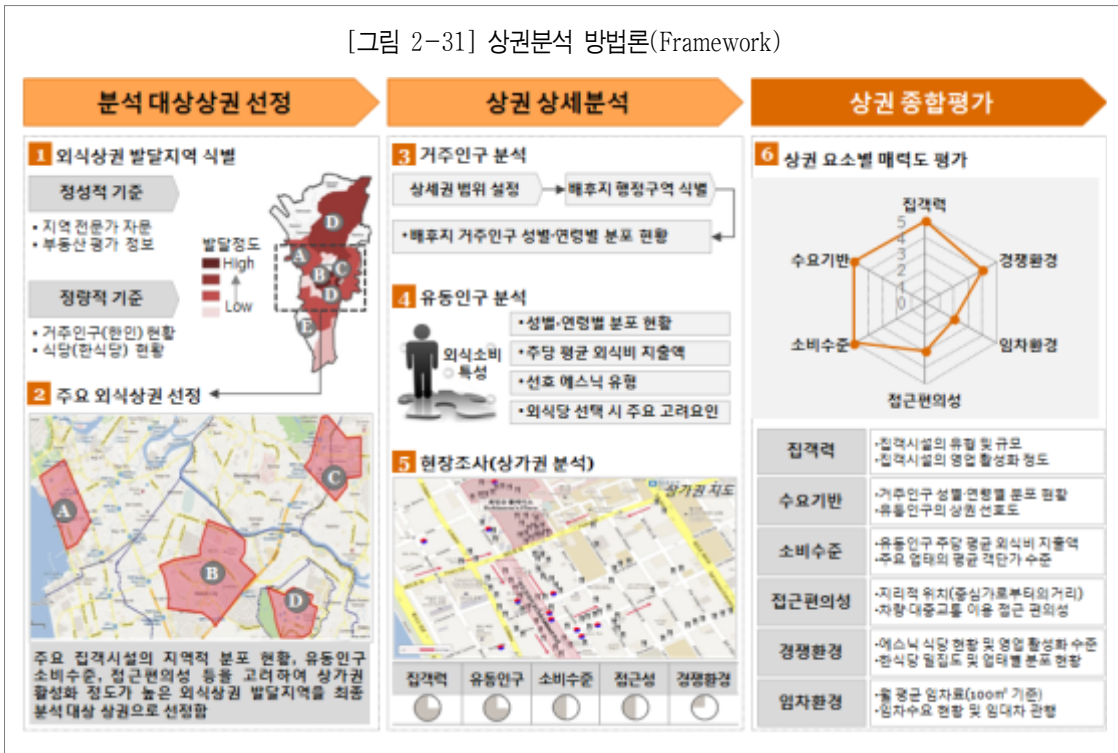 [그림 2-31] 상권분석 방법론(Framework)
분석 대상상권 선정
상권 상세분석
상권 종합평가
1 외식상권 발달지역 식별
정성적 기준
• 지역 전문가 자문
• 부동산 평가 정보
정량적 기준
• 거주인구(한인) 현황
• 식당(한식당) 현황
발달정도
High
Low
D
A
C
B
D
E
2 주요 외식상권 선정
A
C
B
D
주요 집객시설의 지역적 분포 현황, 유동인구
소비수준, 접근편의성 등을 고려하여 상가권
활성화 정도가 높은 외식상권 발달지역을 최종
분석 대상 상권으로 선정함
3 거주인구 분석
상세권 범위 설정
배후지 행정구역 식별
•배후지 거주인구 성별·연령별 분포 현황
4 유동인구 분석
외식소비
특성
•성별·연령별 분포 현황
•주당 평균 외식비 지출액
•선호 에스닉 유형
•외식당 선택 시 주요 고려요인
5 현장조사(상가권 분석)
상가권 지도
집객력
유동인구
소비수준
접근성
경쟁환경
6 상권 요소별 매력도 평가
집객력
경쟁환경
임차환경
접근편의성
소비수준
수요기반
5
4
3
2
1
0
집객력
•집객시설의 유형 및 규모
•집객시설의 영업 활성화 정도
수요기반
•거주인구 성별·연령별 분포 현황
•유동인구의 상권 선호도
소비수준
•유동인구 주당 평균 외식비 지출액
•주요 업태의 평균 객단가 수준
접근편의성
•지리적 위치(중심가로부터의 거리)
•차량·대중교통 이용 접근 편의성
경쟁환경
•에스닉 식당 현황 및 영업 활성화 수준
•한식당 밀집도 및 업태별 분포 현황
임차환경
•월 평균 임차료(100㎡ 기준)
•임차수요 현황 및 임대차 관행